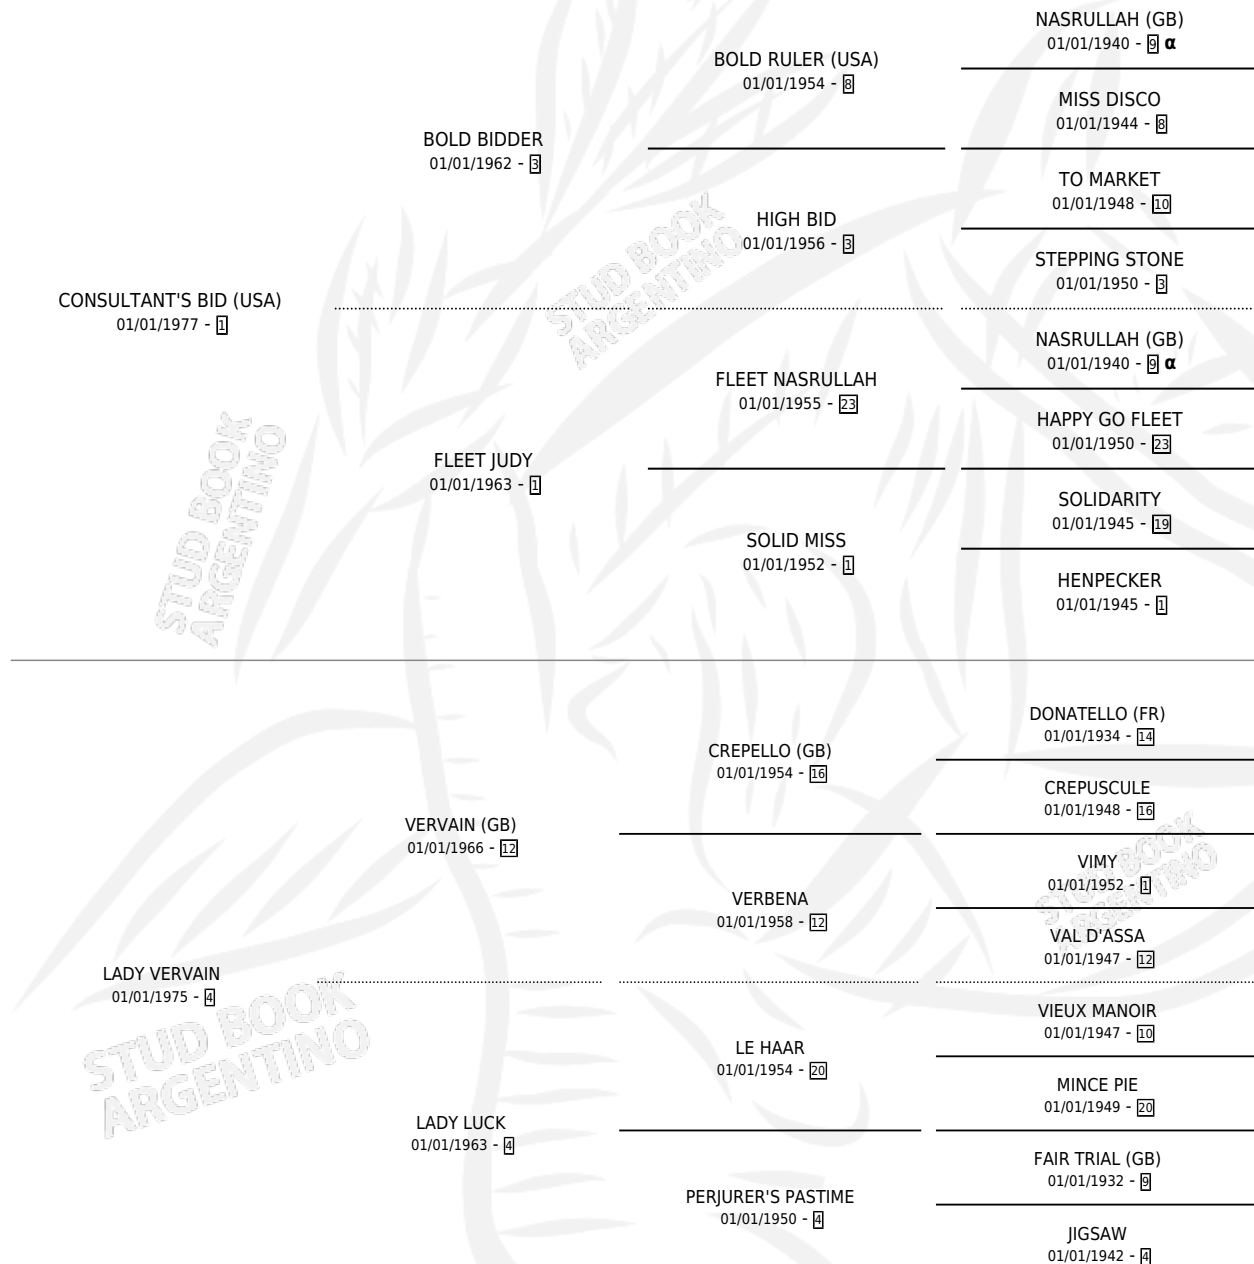 NASRULLAH (GB)
01/01/1940 - 9 α
BOLD RULER (USA)
01/01/1954 - 8
MISS DISCO
01/01/1944 - 8
BOLD BIDDER
01/01/1962 - 3
TO MARKET
01/01/1948 - 10
HIGH BID
01/01/1956 - 3
STEPPING STONE
01/01/1950 - 3
STUD BOOK
ARGENTINO
CONSULTANT'S BID (USA)
01/01/1977 - 1
NASRULLAH (GB)
01/01/1940 - 9 α
FLEET NASRULLAH
01/01/1955 - 23
HAPPY GO FLEET
01/01/1950 - 23
FLEET JUDY
01/01/1963 - 1
SOLIDARITY
01/01/1945 - 19
SOLID MISS
01/01/1952 - 1
HENPECKER
01/01/1945 - 1
STUD BOOK
ARGENTINO
DONATELLO (FR)
01/01/1934 - 14
CREPELLO (GB)
01/01/1954 - 16
CREPUSCULE
01/01/1948 - 16
VERVAIN (GB)
01/01/1966 - 12
VIMY
01/01/1952 - 1
VERBENA
01/01/1958 - 12
VAL D'ASSA
01/01/1947 - 12
STUD BOOK
ARGENTINO
LADY VERVAIN
01/01/1975 - 4
VIEUX MANOIR
01/01/1947 - 10
LE HAAR
01/01/1954 - 20
MINCE PIE
01/01/1949 - 20
STUD BOOK
ARGENTINO
LADY LUCK
01/01/1963 - 4
FAIR TRIAL (GB)
01/01/1932 - 9
PERJURER'S PASTIME
01/01/1950 - 4
JIGSAW
01/01/1942 - 4